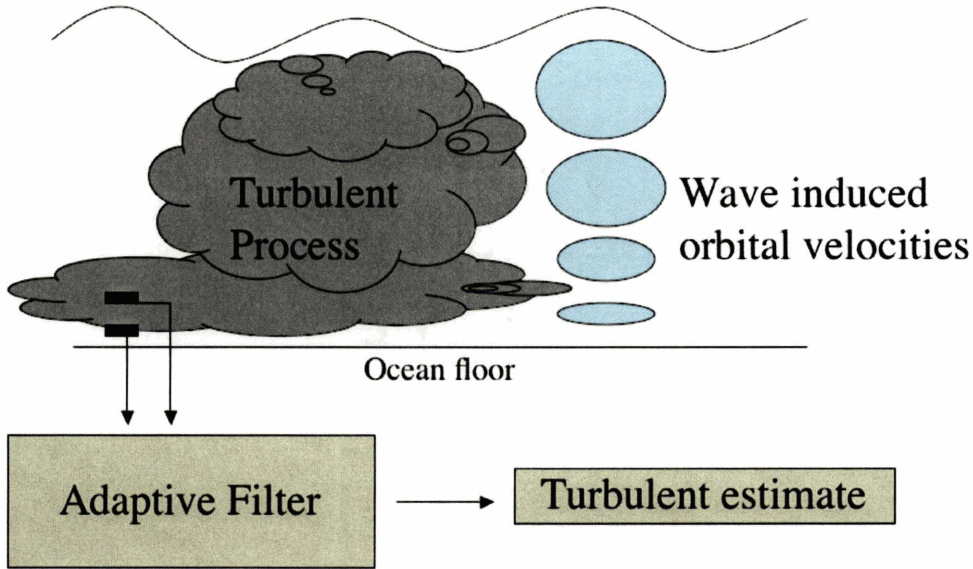 Turbulent
Process
Wave induced
orbital velocities
Ocean floor
Adaptive Filter
Turbulent estimate